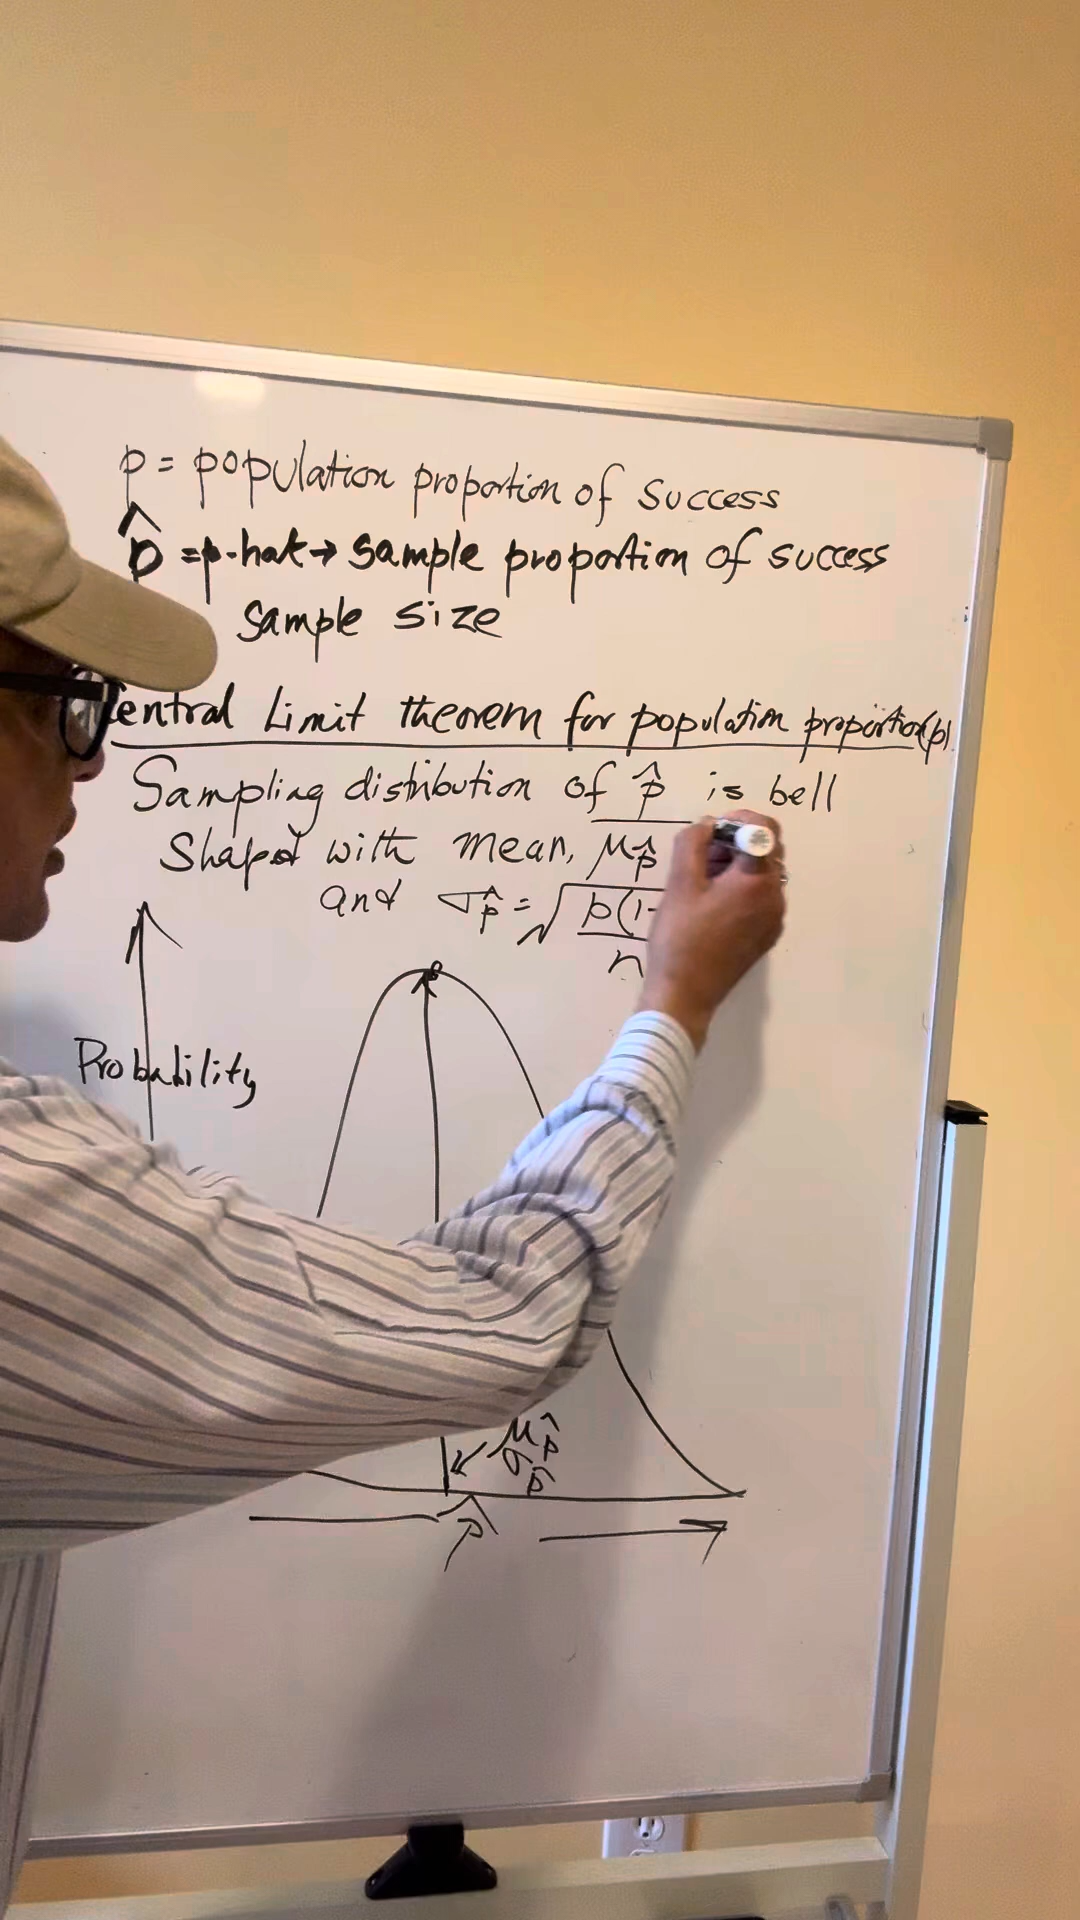 p = population proportion of success
p̂ = p-hat → sample proportion of success
sample size
entral Limit theorem for population proportion(p)
Sampling distribution of p̂ is bell
Shaped with mean, μp̂
and σp̂ = √p(1-
n
Probability
μp̂
σp̂
p̂